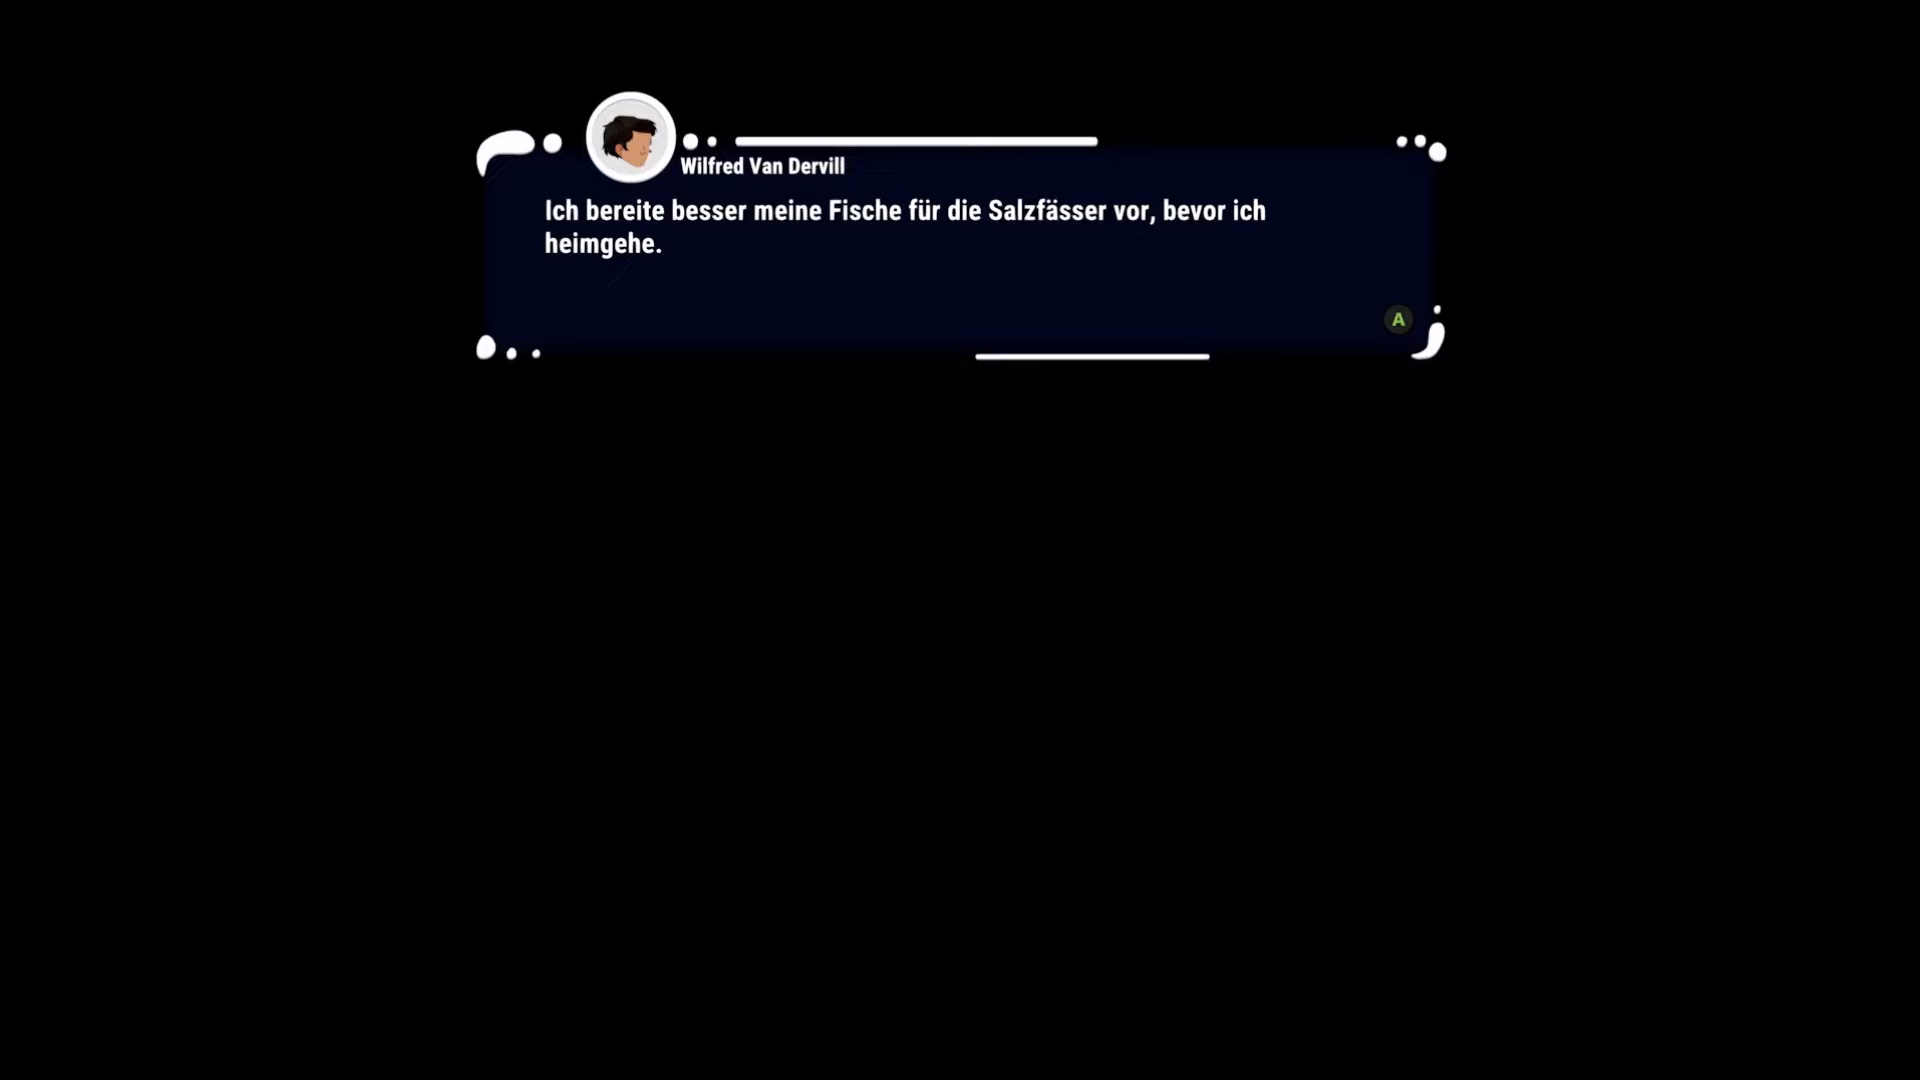 Wilfred Van Dervill
Ich bereite besser meine Fische für die Salzfässer vor, bevor ich
heimgehe.
A